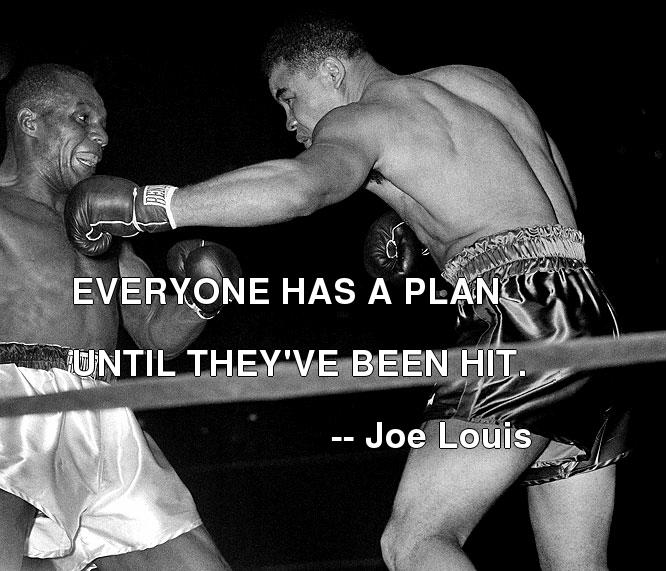 EVERYONE HAS A PLAN
UNTIL THEY'VE BEEN HIT.
-- Joe Louis